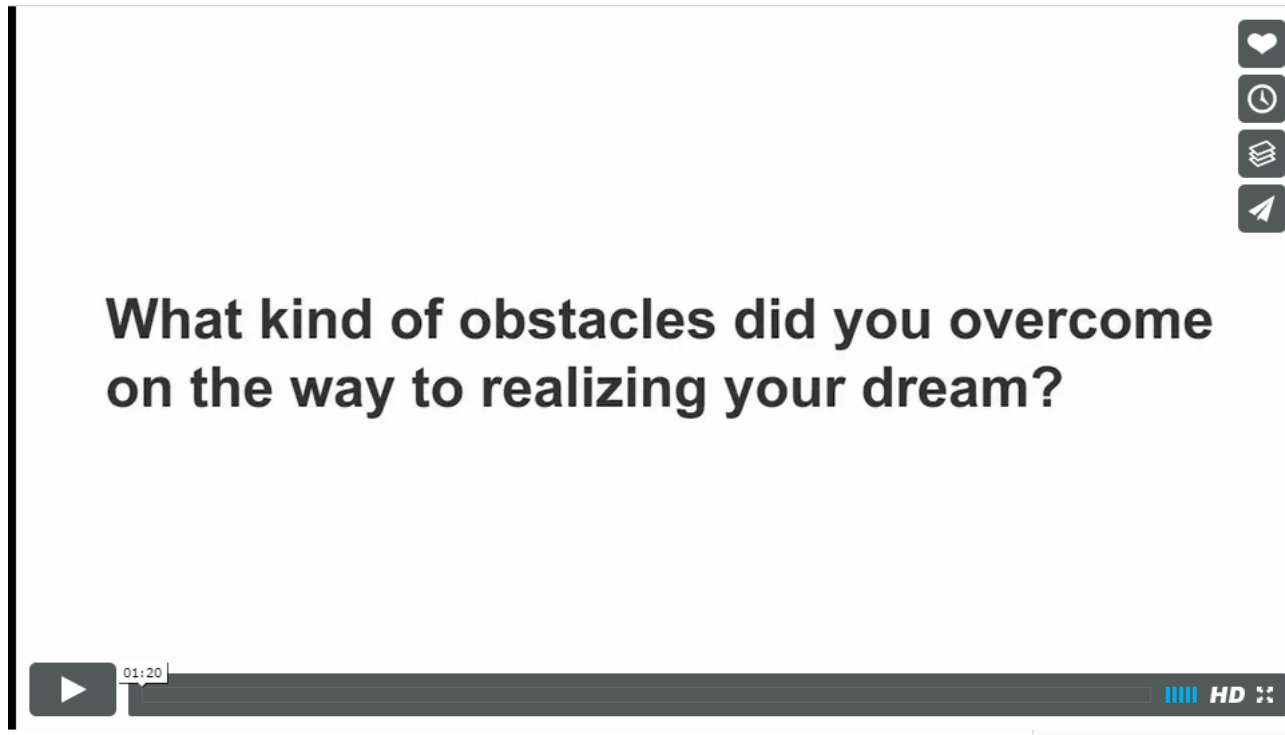 What kind of obstacles did you overcome
on the way to realizing your dream?
01:20
HD